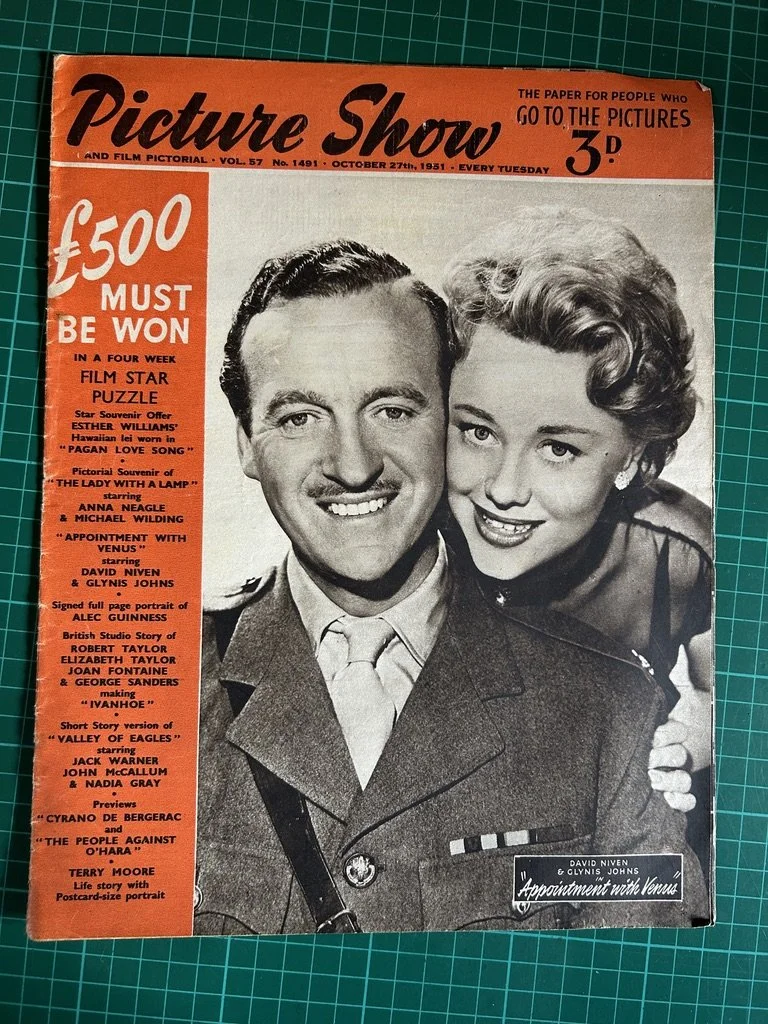 Picture Show
AND FILM PICTORIAL · VOL. 57 No. 1491 · OCTOBER 27th, 1951 · EVERY TUESDAY
THE PAPER FOR PEOPLE WHO
GO TO THE PICTURES
3D.
£500
MUST
BE WON
IN A FOUR WEEK
FILM STAR
PUZZLE
Star Souvenir Offer
ESTHER WILLIAMS'
Hawaiian lei worn in
"PAGAN LOVE SONG"
•
Pictorial Souvenir of
"THE LADY WITH A LAMP"
starring
ANNA NEAGLE
& MICHAEL WILDING
"APPOINTMENT WITH
VENUS"
starring
DAVID NIVEN
& GLYNIS JOHNS
•
Signed full page portrait of
ALEC GUINNESS
•
British Studio Story of
ROBERT TAYLOR
ELIZABETH TAYLOR
JOAN FONTAINE
& GEORGE SANDERS
making
"IVANHOE"
•
Short Story version of
"VALLEY OF EAGLES"
starring
JACK WARNER
JOHN McCALLUM
& NADIA GRAY
•
Previews
"CYRANO DE BERGERAC
and
"THE PEOPLE AGAINST
O'HARA"
•
TERRY MOORE
Life story with
Postcard-size portrait
DAVID NIVEN
& GLYNIS JOHNS
IN
"Appointment with Venus"